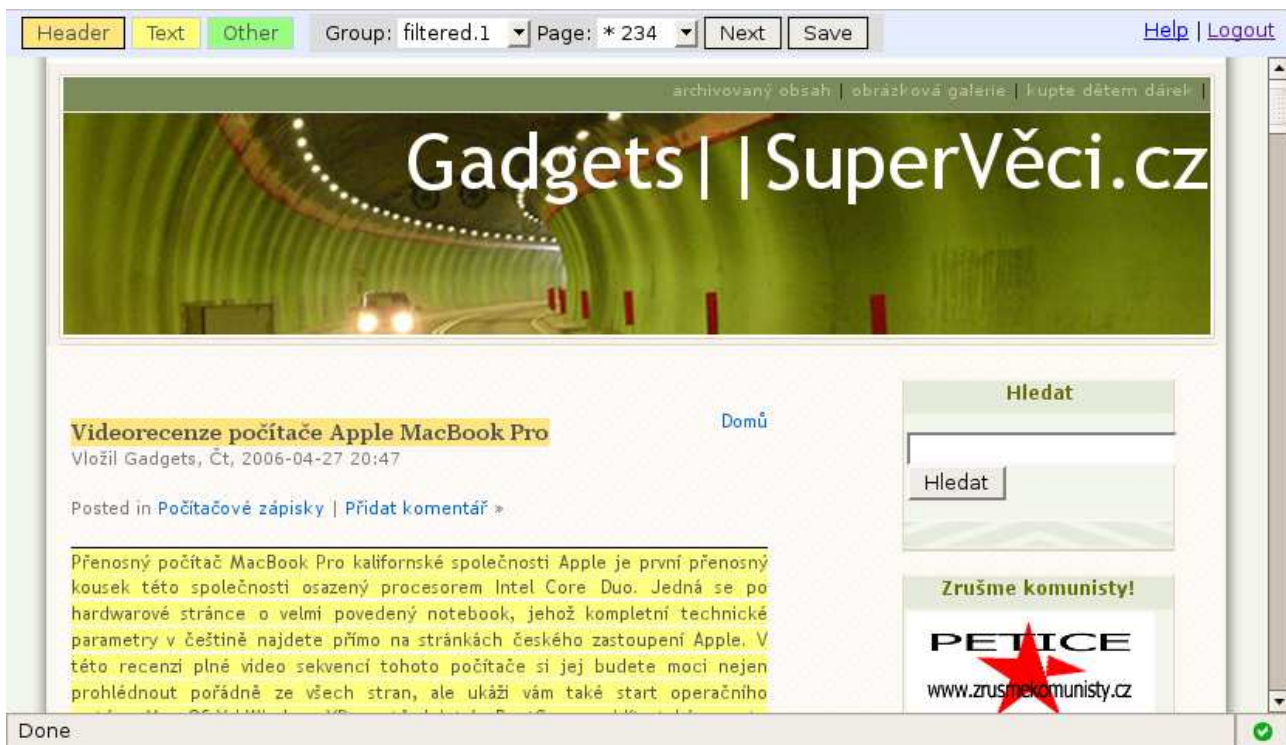 Header Text Other Group: filtered.1 Page: * 234 Next Save Help | Logout
archivovaný obsah | obrázková galerie | kupte dětem dárek |
Gadgets||SuperVěci.cz
Domů
Videorecenze počítače Apple MacBook Pro
Vložil Gadgets, Čt, 2006-04-27 20:47
Posted in Počítačové zápisky | Přidat komentář »
Přenosný počítač MacBook Pro kalifornské společnosti Apple je první přenosný
kousek této společnosti osazený procesorem Intel Core Duo. Jedná se po
hardwarové stránce o velmi povedený notebook, jehož kompletní technické
parametry v češtině najdete přímo na stránkách českého zastoupení Apple. V
této recenzi plné video sekvencí tohoto počítače si jej budete moci nejen
prohlédnout pořádně ze všech stran, ale ukáži vám také start operačního
Hledat
Hledat
Zrušme komunisty!
PETICE
www.zrusmekomunisty.cz
Done